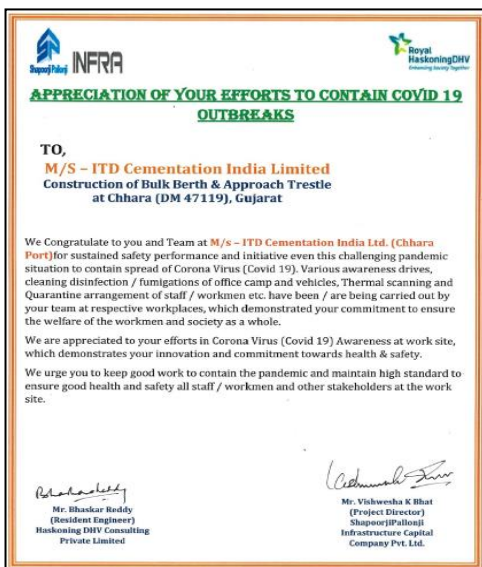 Shapoorji Pallonji INFRA
Royal
HaskoningDHV
Enhancing Society Together
APPRECIATION OF YOUR EFFORTS TO CONTAIN COVID 19
OUTBREAKS
TO,
M/S – ITD Cementation India Limited
Construction of Bulk Berth & Approach Trestle
at Chhara (DM 47119), Gujarat
We Congratulate to you and Team at M/s – ITD Cementation India Ltd. (Chhara
Port)for sustained safety performance and initiative even this challenging pandemic
situation to contain spread of Corona Virus (Covid 19). Various awareness drives,
cleaning disinfection / fumigations of office camp and vehicles, Thermal scanning and
Quarantine arrangement of staff / workmen etc. have been / are being carried out by
your team at respective workplaces, which demonstrated your commitment to ensure
the welfare of the workmen and society as a whole.
We are appreciated to your efforts in Corona Virus (Covid 19) Awareness at work site,
which demonstrates your innovation and commitment towards health & safety.
We urge you to keep good work to contain the pandemic and maintain high standard to
ensure good health and safety all staff / workmen and other stakeholders at the work
site.
Mr. Bhaskar Reddy
(Resident Engineer)
Haskoning DHV Consulting
Private Limited
Mr. Vishwesha K Bhat
(Project Director)
ShapoorjiPallonji
Infrastructure Capital
Company Pvt. Ltd.